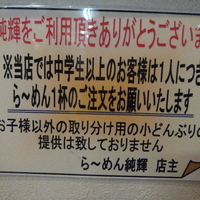 純輝をご利用頂きありがとうございま
※当店では中学生以上のお客様は1人につき
ら〜めん1杯のご注文をお願いいたします
お子様以外の取り分け用の小どんぶりの
提供は致しておりません
ら〜めん純輝 店主